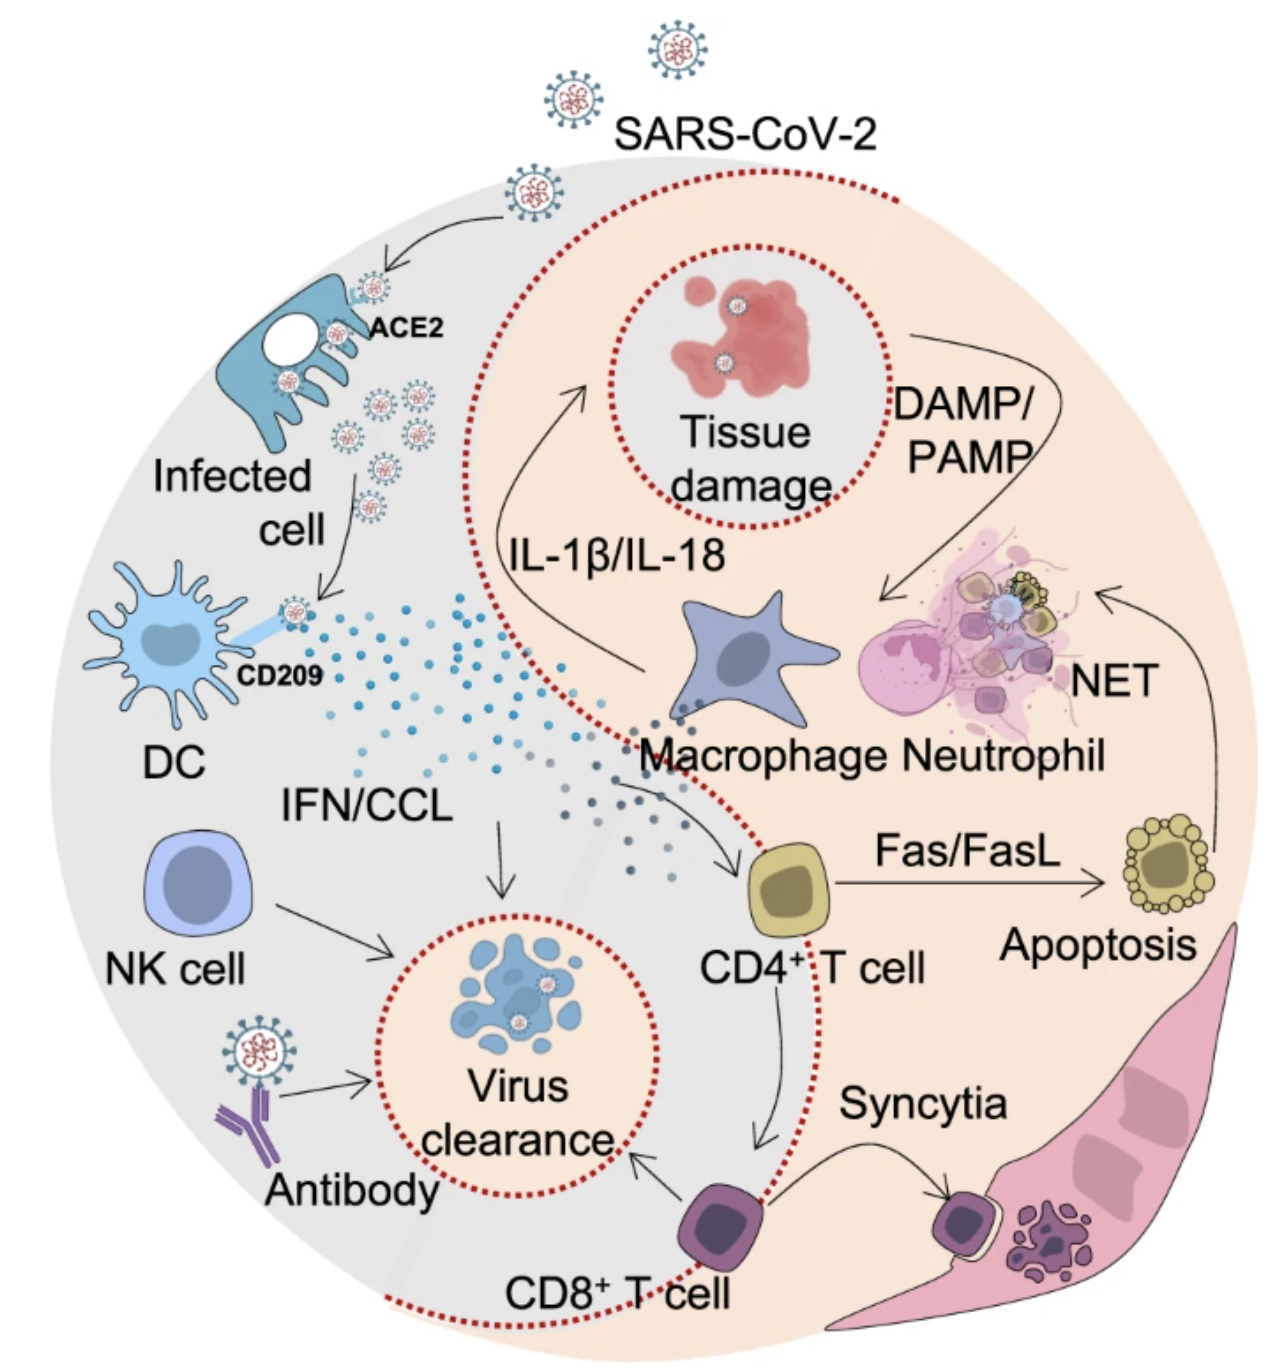 SARS-CoV-2
ACE2
Infected
cell
Tissue
damage
DAMP/
PAMP
IL-1β/IL-18
CD209
DC
NET
Macrophage
Neutrophil
IFN/CCL
Fas/FasL
NK cell
CD4⁺ T cell
Apoptosis
Virus
clearance
Syncytia
Antibody
CD8⁺ T cell